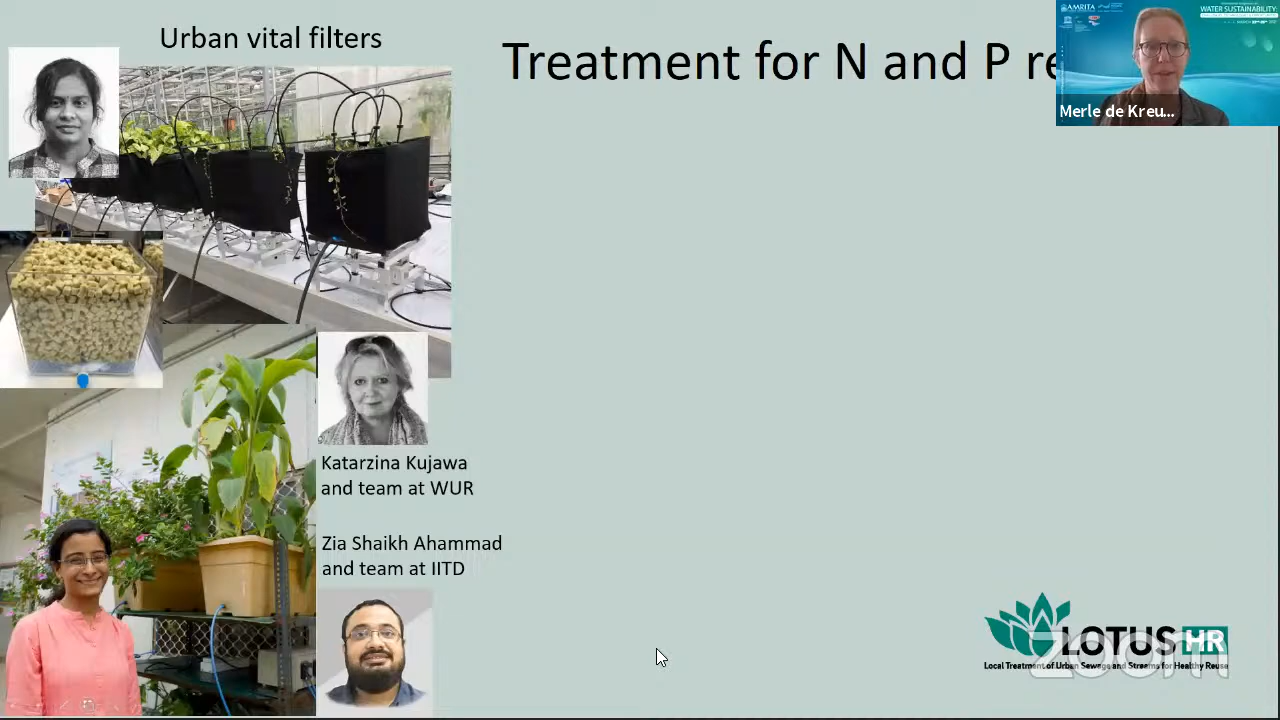 Urban vital filters
Treatment for N and P re
AMRITA
WATER SUSTAINABILITY:
Merle de Kreu...
Katarzina Kujawa
and team at WUR
Zia Shaikh Ahammad
and team at IITD
LOTUS HR
zoom
Local Treatment of Urban Sewage and Streams for Healthy Reuse